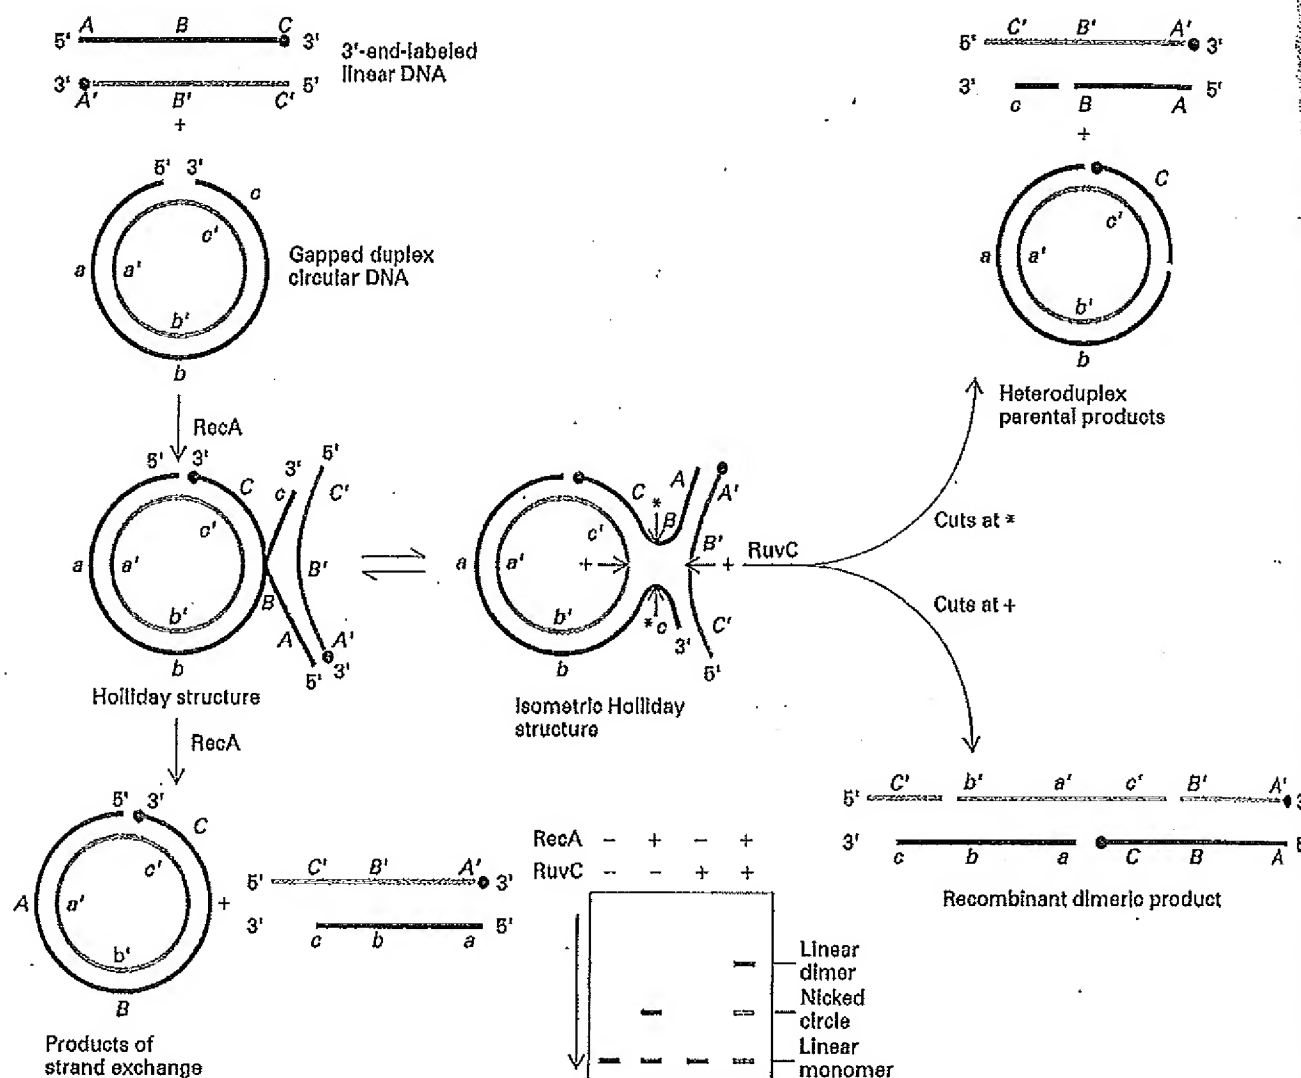 A B C
5' 3'
3'-end-labeled
linear DNA
3' 5'
A' B' C'
+
5' 3'
c
c'
Gapped duplex
circular DNA
a a'
b'
b
RecA
5' 3'
C
c'
3'
c
5'
C'
a a'
B'
b'
B
A
A'
3'
5'
b
Holliday structure
RecA
5' 3'
C
c'
A a'
b'
B
+
C' B' A'
5' 3'
3' 5'
c b a
Products of
strand exchange
C
c'
*
B
A
A'
a a'
+
B'
+
b'
*
c
3'
C'
5'
b
Isometric Holliday
structure
RuvC
Cuts at *
Cuts at +
C' B' A'
5' 3'
3' 5'
c B A
+
C
c'
a a'
b'
b
Heteroduplex
parental products
C' b' a' c' B' A'
5' 3
3' 5
c b a C B A
Recombinant dimeric product
RecA – + – +
RuvC – – + +
Linear
dimer
Nicked
circle
Linear
monomer